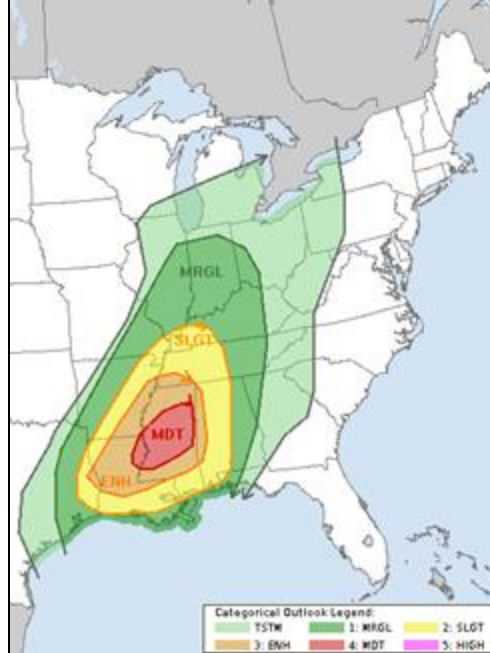 MRGL
SLGT
MDT
ENH
Categorical Outlook Legend:
TSTM 1: MRGL 2: SLGT
3: ENH 4: MDT 5: HIGH